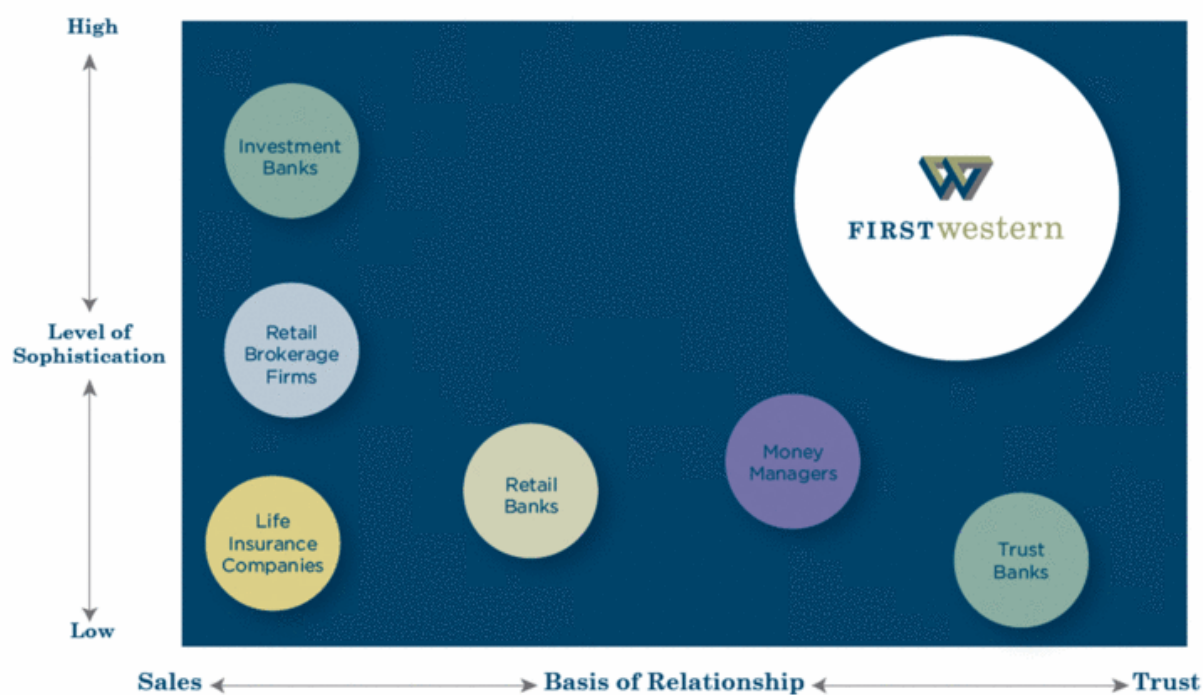 High
Investment
Banks
FIRSTwestern
Retail
Brokerage
Firms
Level of
Sophistication
Money
Managers
Retail
Banks
Life
Insurance
Companies
Trust
Banks
Low
Sales
Basis of Relationship
Trust